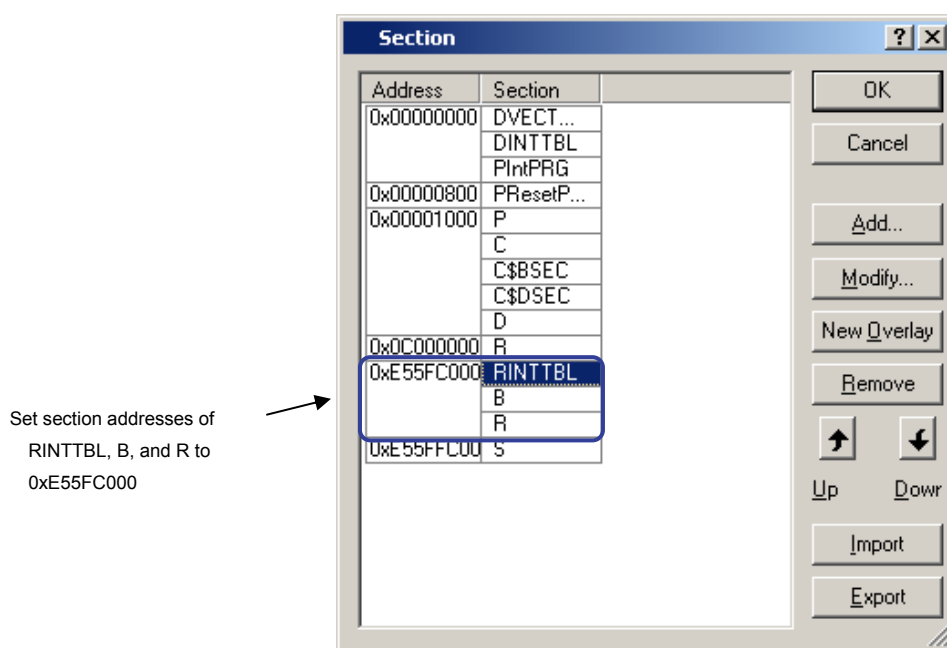 Section
Address Section
0x00000000 DVECT...
DINTTBL
PIntPRG
0x00000800 PResetP...
0x00001000 P
C
C$BSEC
C$DSEC
D
0x0C000000 R
0xE55FC000 RINTTBL
B
R
0xE55FFC00 S
OK
Cancel
Add...
Modify...
New Overlay
Remove
Up Dowr
Import
Export
Set section addresses of
RINTTBL, B, and R to
0xE55FC000